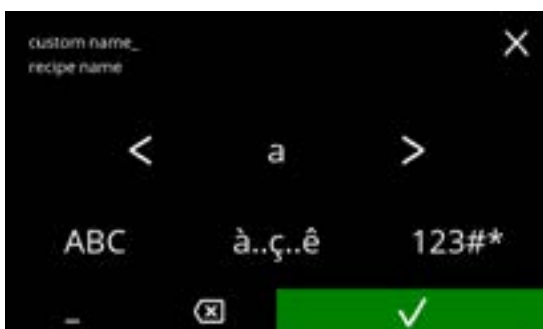 custom name_
recipe name
< a >
ABC à..ç..ê 123#*
_